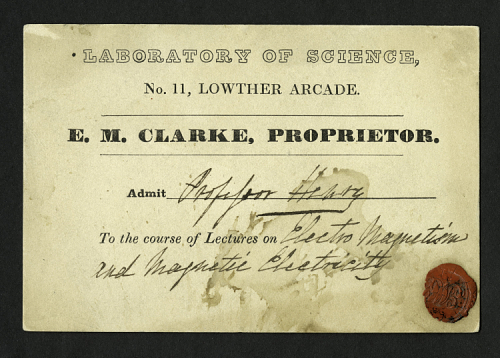 LABORATORY OF SCIENCE,
No. 11, LOWTHER ARCADE.
E. M. CLARKE, PROPRIETOR.
Admit Professor Henry
To the course of Lectures on Electro Magnetism
and Magnetic Electricity